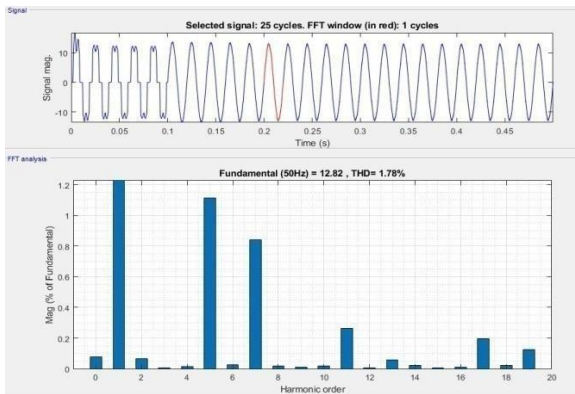 Signal
Selected signal: 25 cycles. FFT window (in red): 1 cycles
Signal mag.
10
0
-10
0 0.05 0.1 0.15 0.2 0.25 0.3 0.35 0.4 0.45
Time (s)
FFT analysis
Fundamental (50Hz) = 12.82 , THD= 1.78%
Mag (% of Fundamental)
1.2
1
0.8
0.6
0.4
0.2
0
0 2 4 6 8 10 12 14 16 18 20
Harmonic order